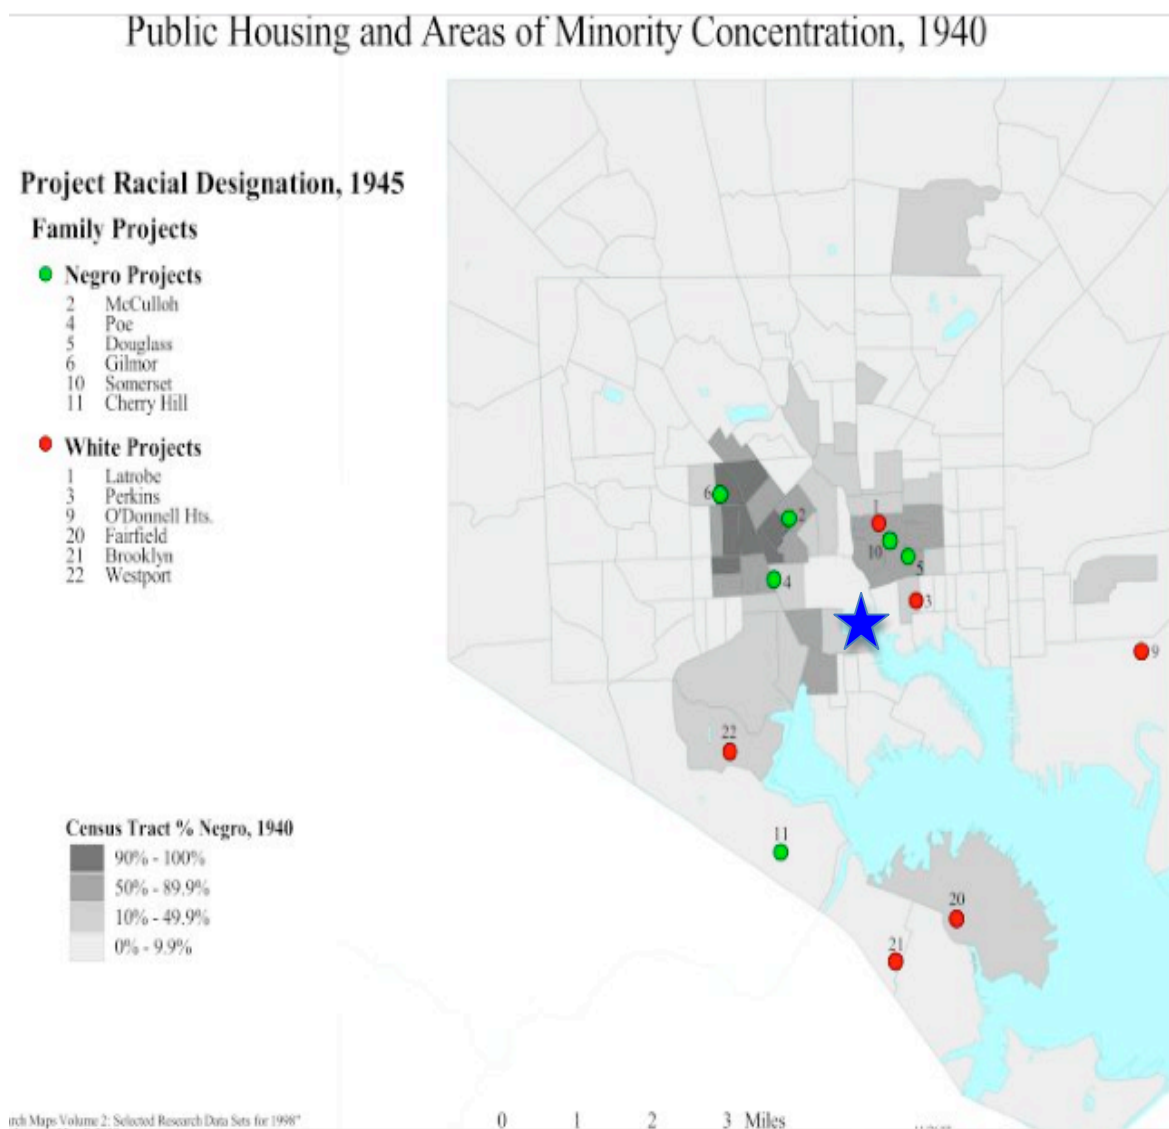 Public Housing and Areas of Minority Concentration, 1940
Project Racial Designation, 1945
Family Projects
Negro Projects
2 McCulloh
4 Poe
5 Douglass
6 Gilmor
10 Somerset
11 Cherry Hill
White Projects
1 Latrobe
3 Perkins
9 O'Donnell Hts.
20 Fairfield
21 Brooklyn
22 Westport
6
2
1
10
5
4
3
9
22
11
20
21
Census Tract % Negro, 1940
90% - 100%
50% - 89.9%
10% - 49.9%
0% - 9.9%
rch Maps Volume 2: Selected Research Data Sets for 1998"
0 1 2 3 Miles